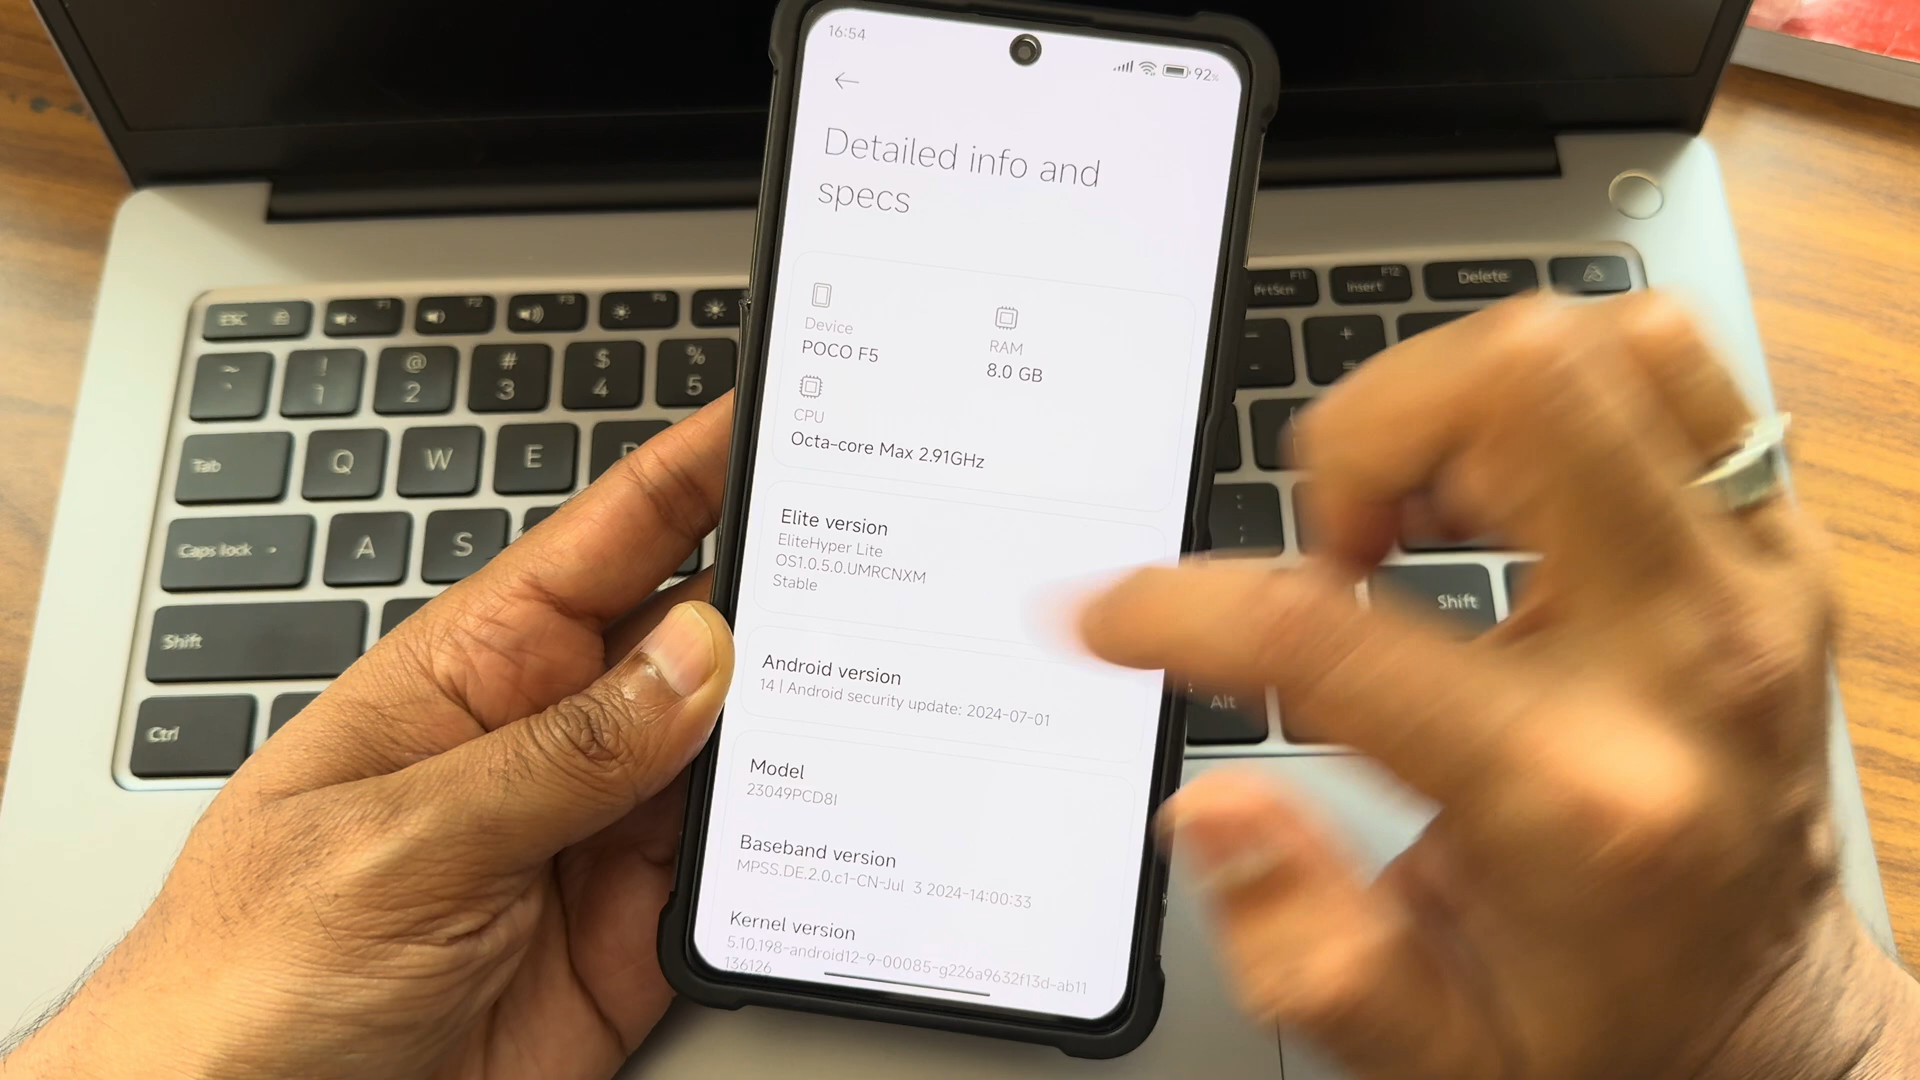 16:54
92%
Detailed info and
specs
Device
POCO F5
RAM
8.0 GB
CPU
Octa-core Max 2.91GHz
Elite version
EliteHyper Lite
OS1.0.5.0.UMRCNXM
Stable
Android version
14 | Android security update: 2024-07-01
Model
23049PCD8I
Baseband version
MPSS.DE.2.0.c1-CN-Jul 3 2024-14:00:33
Kernel version
5.10.198-android12-9-00085-g226a9632f13d-ab11
136126
ESC
F1
F2
F3
F4
F11
PrtScn
F12
Insert
Delete
~
`
!
1
@
2
#
3
$
4
%
5
+
=
Tab
Q
W
E
Caps lock
A
S
Shift
Shift
Ctrl
Alt